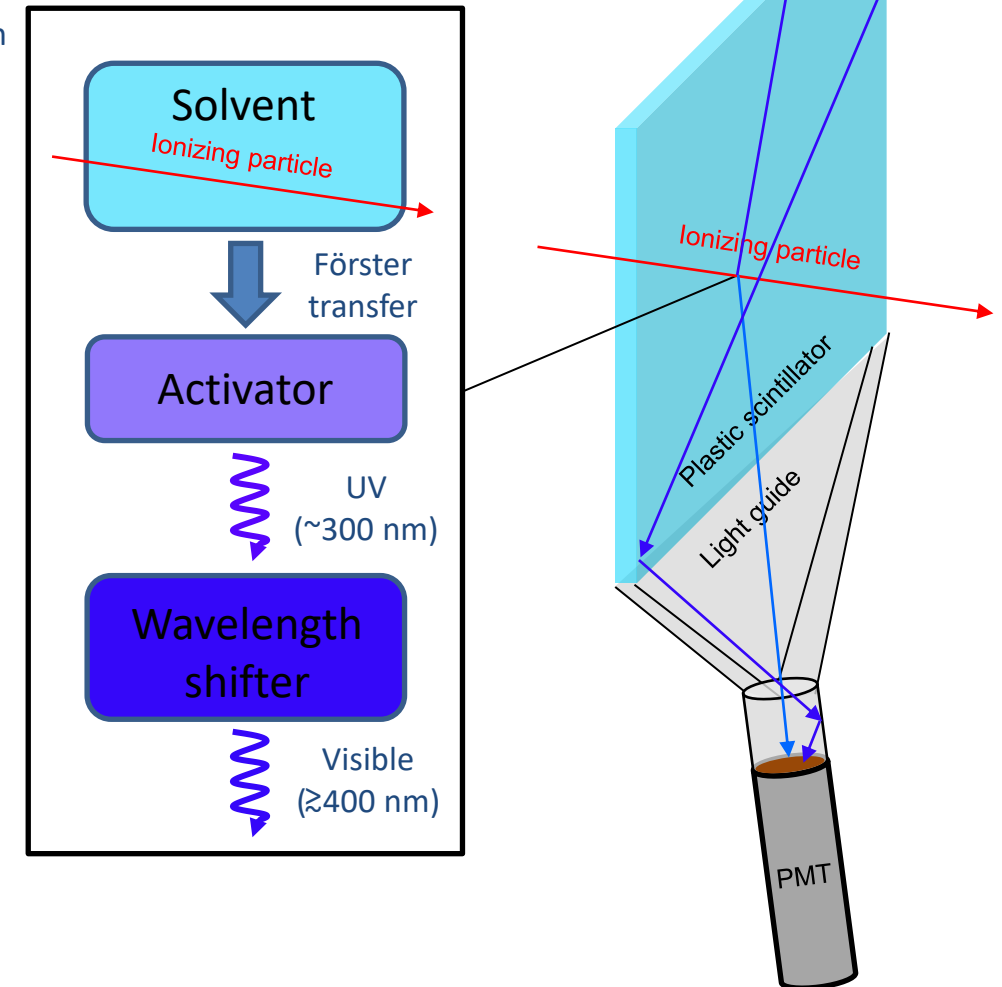 n
Solvent
Ionizing particle
Förster
transfer
Activator
UV
(~300 nm)
Wavelength
shifter
Visible
(≳400 nm)
Ionizing particle
Plastic scintillator
Light guide
PMT